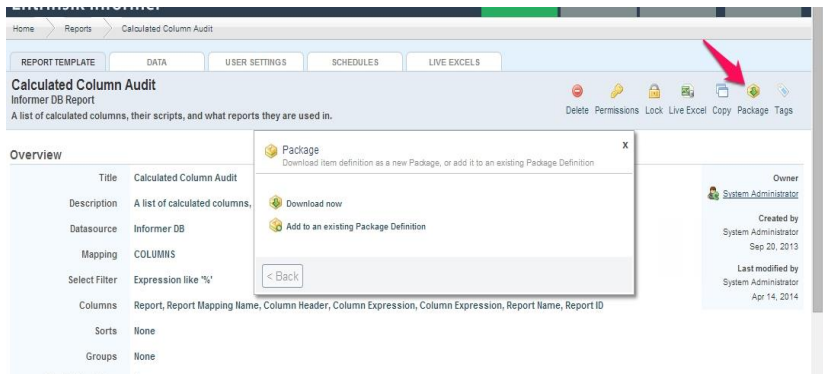 Entrinsik Informer
Home Reports Calculated Column Audit
REPORT TEMPLATE DATA USER SETTINGS SCHEDULES LIVE EXCELS
Calculated Column Audit
Informer DB Report
A list of calculated columns, their scripts, and what reports they are used in.
Delete Permissions Lock Live Excel Copy Package Tags
Package X
Download item definition as a new Package, or add it to an existing Package Definition
Download now
Add to an existing Package Definition
< Back
Overview
Title Calculated Column Audit
Description A list of calculated columns,
Datasource Informer DB
Mapping COLUMNS
Select Filter Expression like '%'
Columns Report, Report Mapping Name, Column Header, Column Expression, Column Expression, Report Name, Report ID
Sorts None
Groups None
Owner
System Administrator
Created by
System Administrator
Sep 20, 2013
Last modified by
System Administrator
Apr 14, 2014